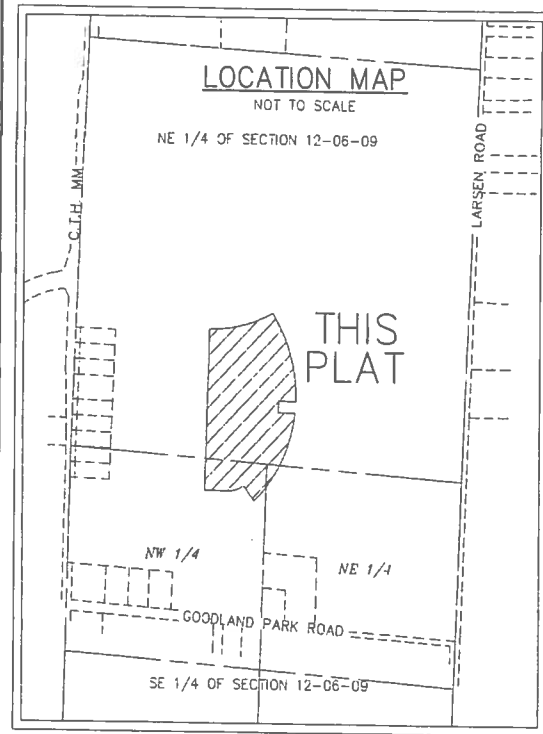 LOCATION MAP
NOT TO SCALE
NE 1/4 OF SECTION 12-06-09
C.T.H. MM
LARSEN ROAD
THIS
PLAT
NW 1/4
NE 1/4
GOODLAND PARK ROAD
SE 1/4 OF SECTION 12-06-09